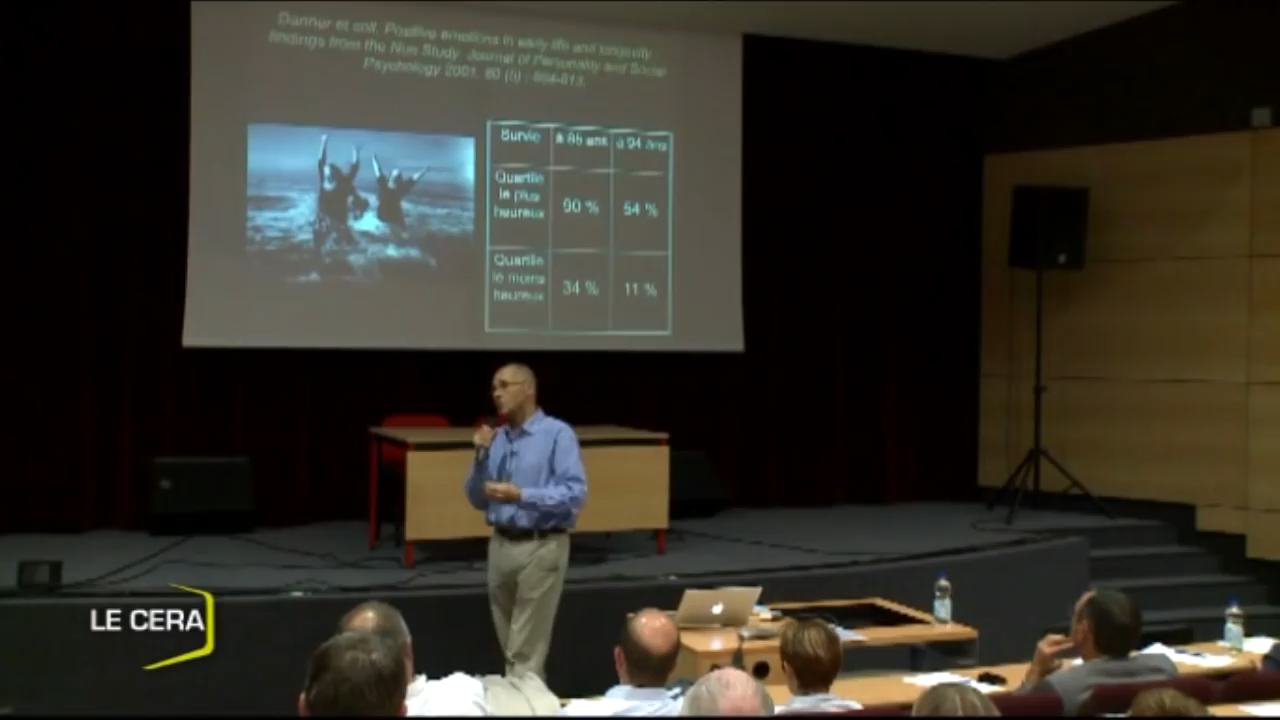 Danner et coll. Positive emotions in early life and longevity :
findings from the Nun Study. Journal of Personality and Social
Psychology 2001, 80 (5) : 804-813.
Survie à 85 ans à 94 ans
Quartile le plus heureux 90 % 54 %
Quartile le moins heureux 34 % 11 %
LE CERA